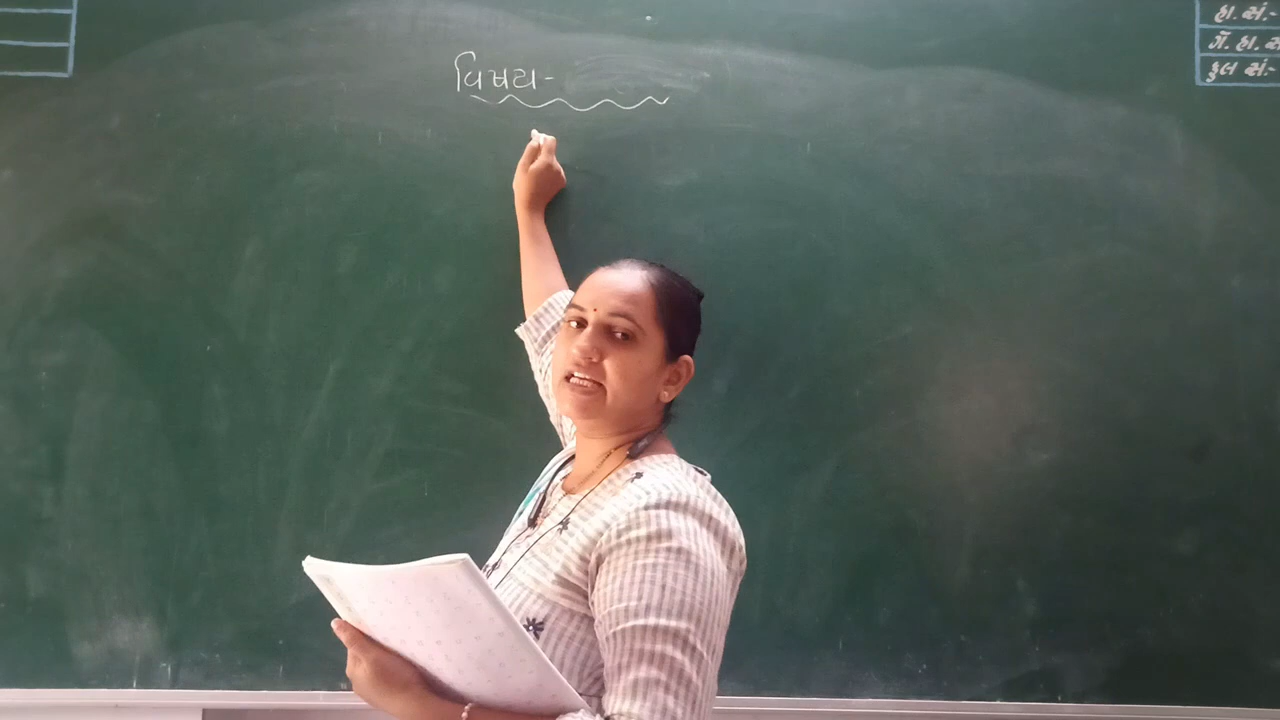 વિષય-
હા. સં.-
ગૈ. હા. સ
કુલ સં.-